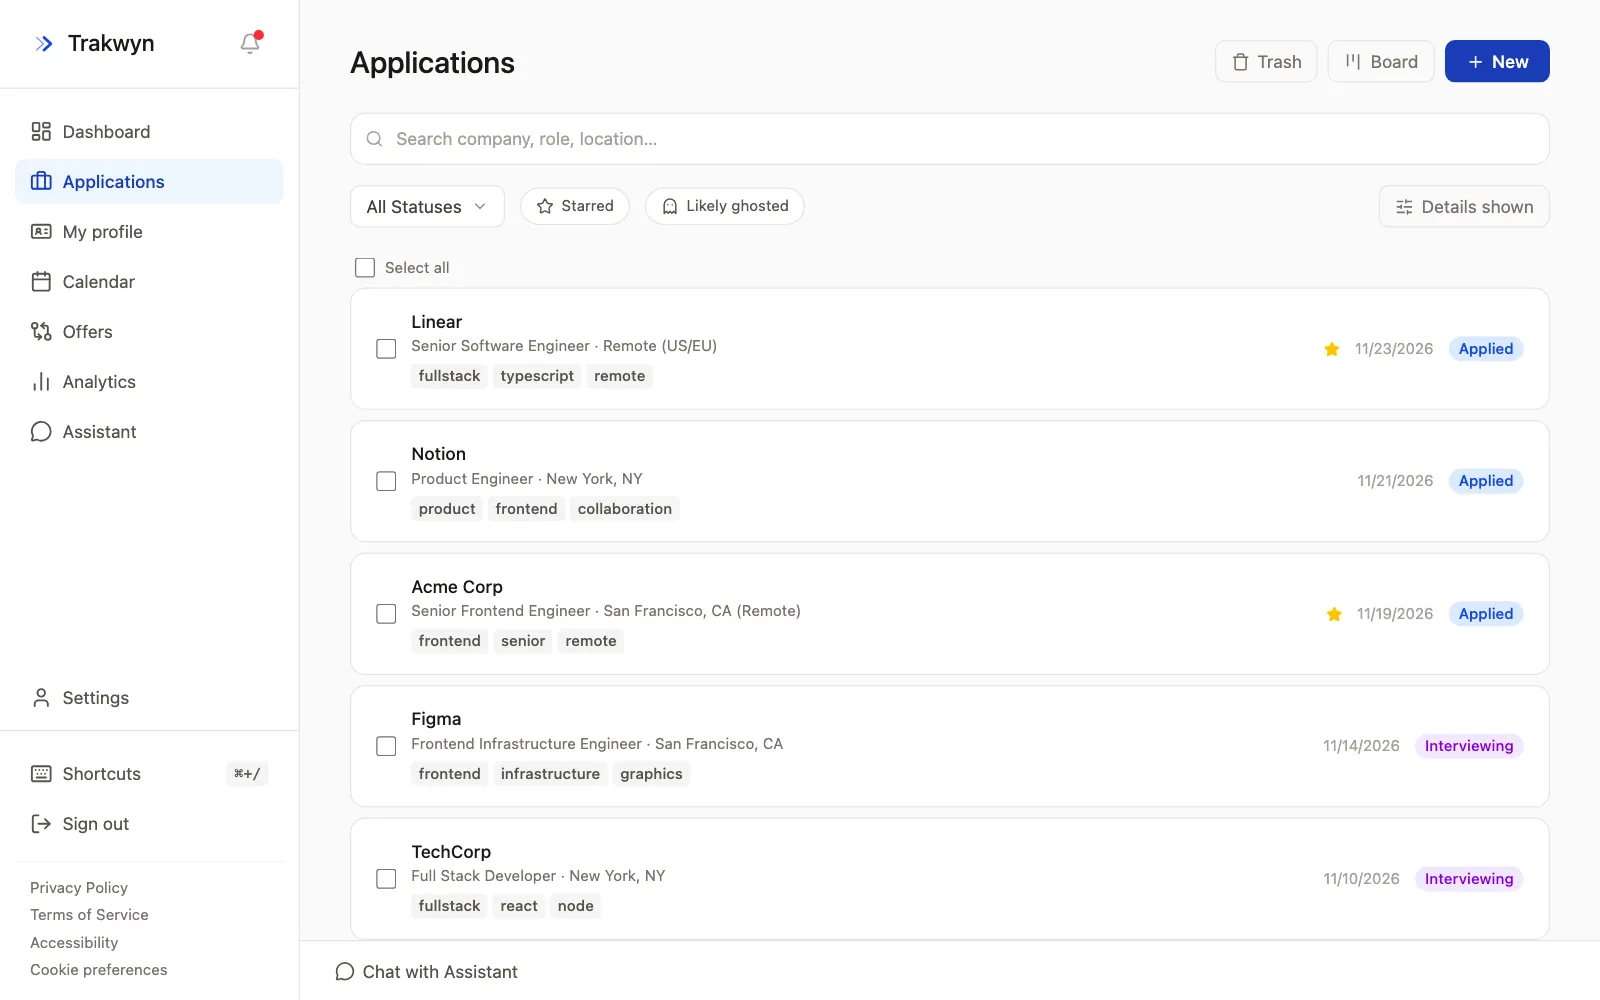 Trakwyn
Dashboard
Applications
My profile
Calendar
Offers
Analytics
Assistant
Settings
Shortcuts ⌘+/
Sign out
Privacy Policy
Terms of Service
Accessibility
Cookie preferences
Applications
Trash
Board
+ New
Search company, role, location...
All Statuses
Starred
Likely ghosted
Details shown
Select all
Linear
Senior Software Engineer · Remote (US/EU)
fullstack typescript remote
11/23/2026 Applied
Notion
Product Engineer · New York, NY
product frontend collaboration
11/21/2026 Applied
Acme Corp
Senior Frontend Engineer · San Francisco, CA (Remote)
frontend senior remote
11/19/2026 Applied
Figma
Frontend Infrastructure Engineer · San Francisco, CA
frontend infrastructure graphics
11/14/2026 Interviewing
TechCorp
Full Stack Developer · New York, NY
fullstack react node
11/10/2026 Interviewing
Chat with Assistant